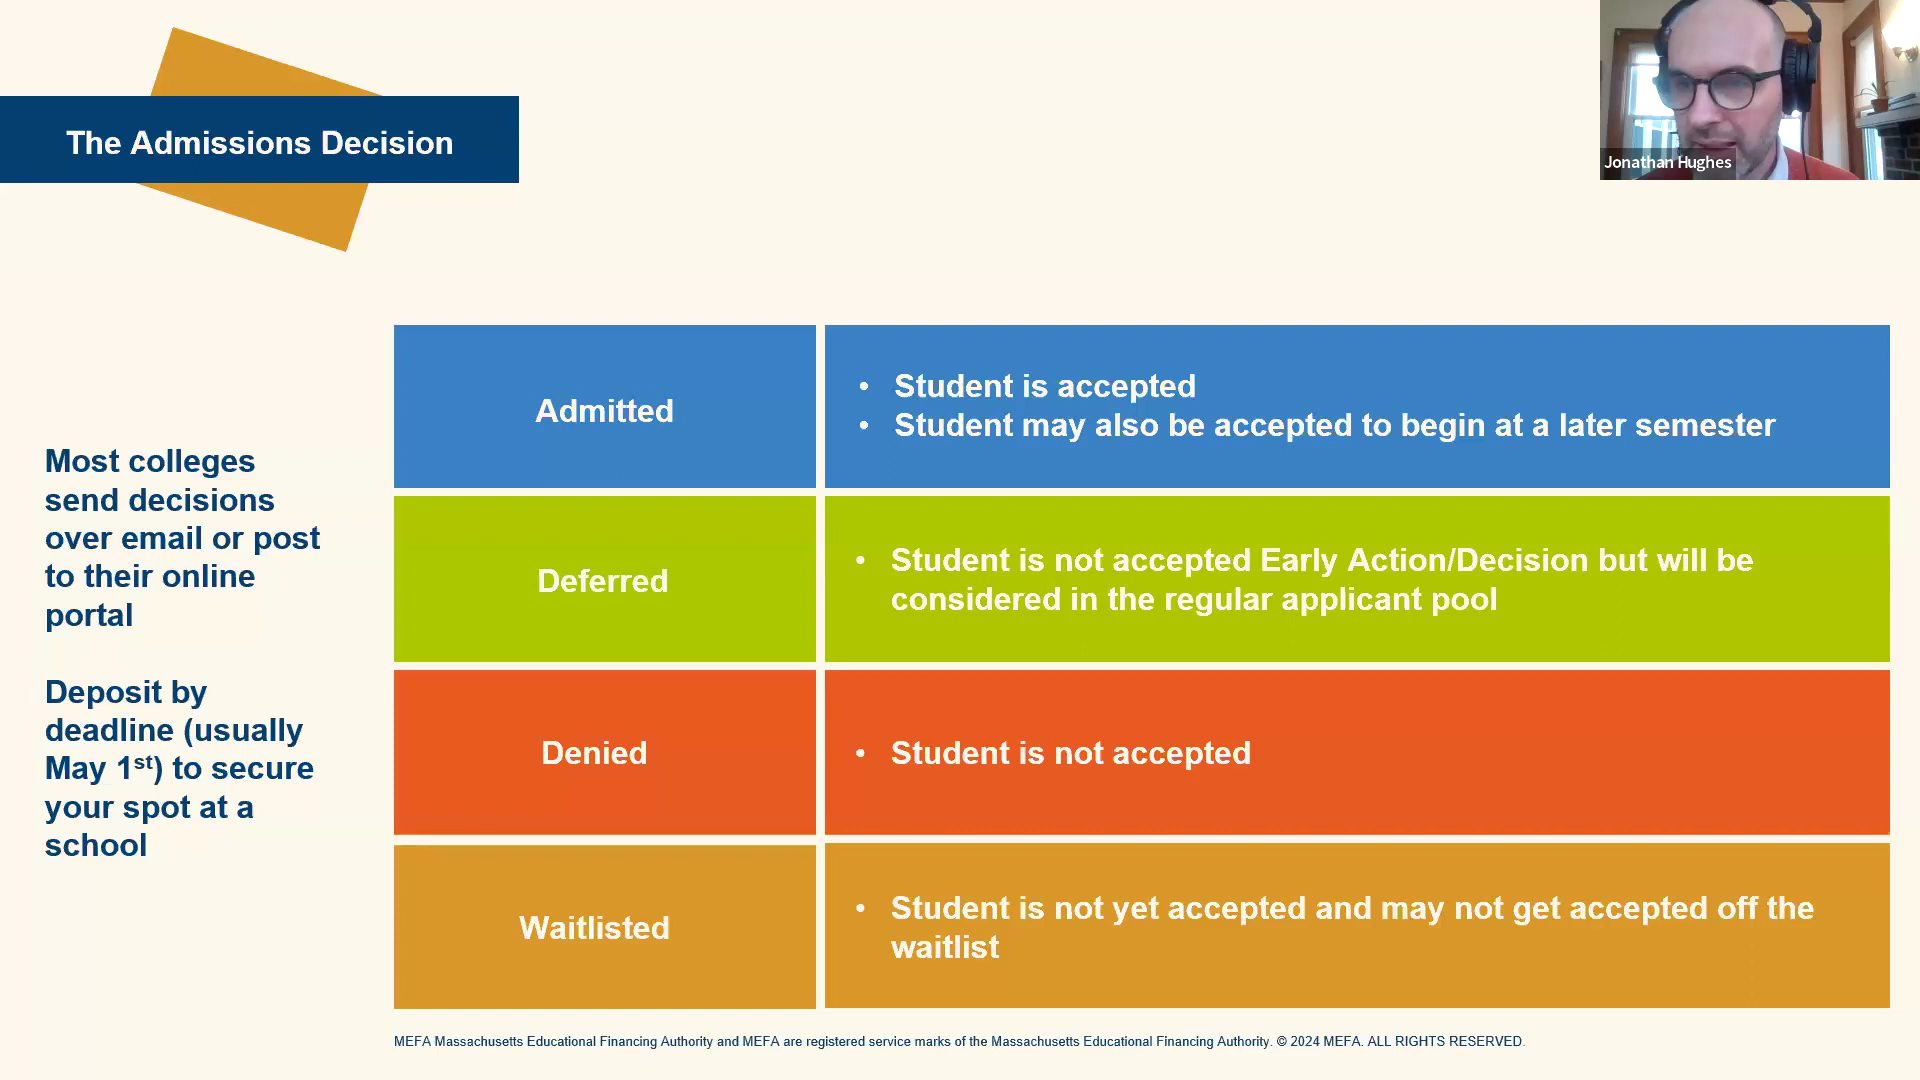 The Admissions Decision
Jonathan Hughes
Most colleges
send decisions
over email or post
to their online
portal
Deposit by
deadline (usually
May 1st) to secure
your spot at a
school
Admitted
• Student is accepted
• Student may also be accepted to begin at a later semester
Deferred
• Student is not accepted Early Action/Decision but will be
considered in the regular applicant pool
Denied
• Student is not accepted
Waitlisted
• Student is not yet accepted and may not get accepted off the
waitlist
MEFA Massachusetts Educational Financing Authority and MEFA are registered service marks of the Massachusetts Educational Financing Authority. © 2024 MEFA. ALL RIGHTS RESERVED.